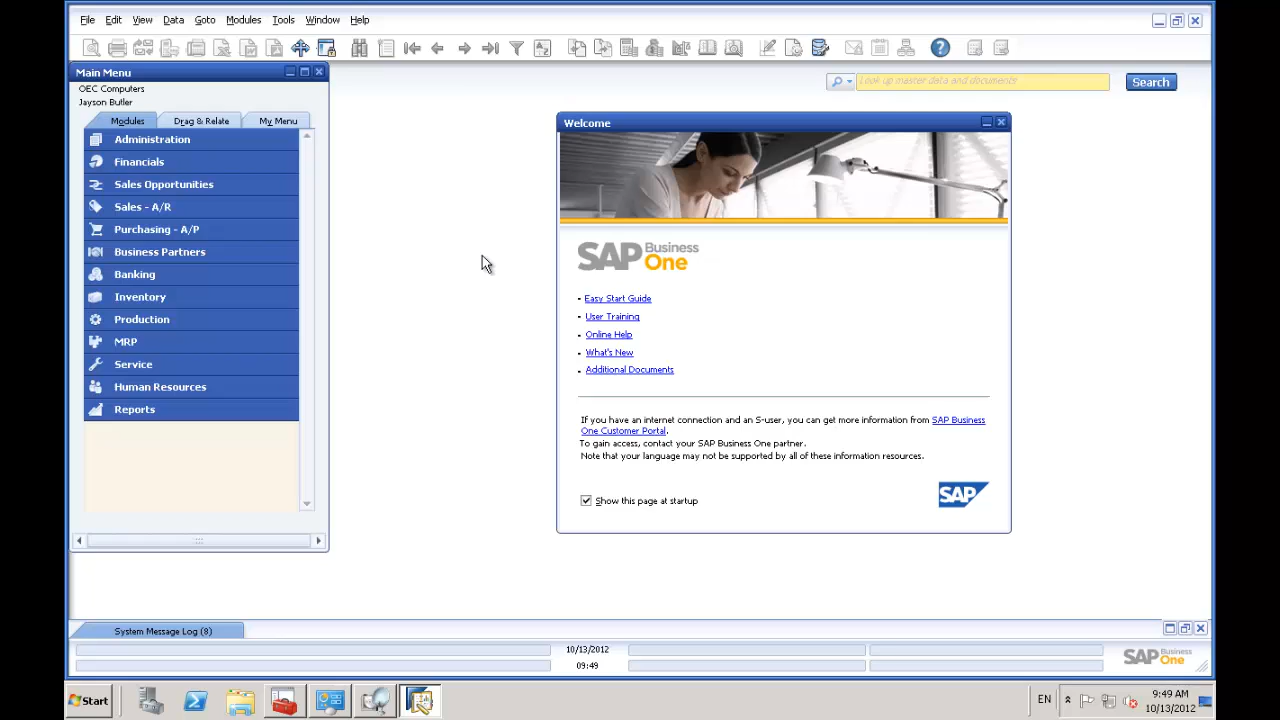 File Edit View Data Goto Modules Tools Window Help
Main Menu
OEC Computers
Jayson Butler
Modules Drag & Relate My Menu
Administration
Financials
Sales Opportunities
Sales - A/R
Purchasing - A/P
Business Partners
Banking
Inventory
Production
MRP
Service
Human Resources
Reports
Look up master data and documents
Search
Welcome
SAP Business One
Easy Start Guide
User Training
Online Help
What's New
Additional Documents
If you have an internet connection and an S-user, you can get more information from SAP Business
One Customer Portal.
To gain access, contact your SAP Business One partner.
Note that your language may not be supported by all of these information resources.
Show this page at startup
SAP
System Message Log (8)
10/13/2012
09:49
SAP Business One
Start
EN
9:49 AM
10/13/2012